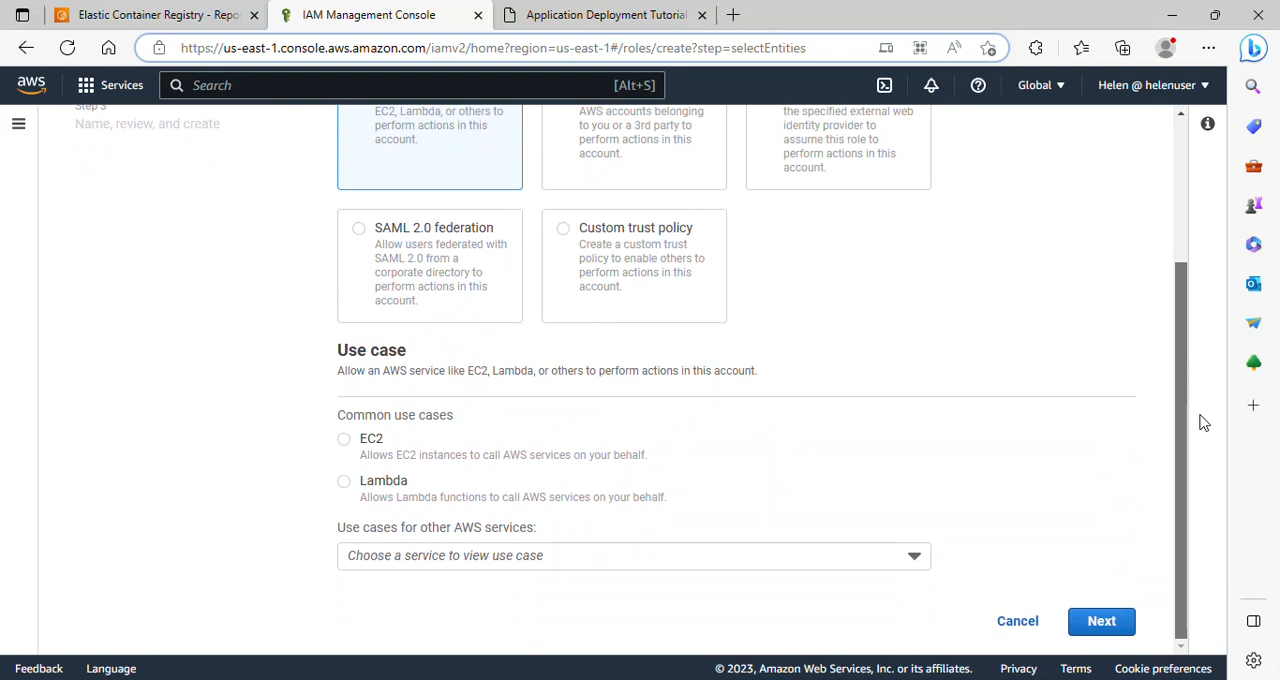 Elastic Container Registry - Repo
IAM Management Console
Application Deployment Tutorial
https://us-east-1.console.aws.amazon.com/iamv2/home?region=us-east-1#/roles/create?step=selectEntities
aws
Services
Search
[Alt+S]
Global
Helen @ helenuser
Step 3
Name, review, and create
EC2, Lambda, or others to
perform actions in this
account.
AWS accounts belonging
to you or a 3rd party to
perform actions in this
account.
the specified external web
identity provider to
assume this role to
perform actions in this
account.
SAML 2.0 federation
Allow users federated with
SAML 2.0 from a
corporate directory to
perform actions in this
account.
Custom trust policy
Create a custom trust
policy to enable others to
perform actions in this
account.
Use case
Allow an AWS service like EC2, Lambda, or others to perform actions in this account.
Common use cases
EC2
Allows EC2 instances to call AWS services on your behalf.
Lambda
Allows Lambda functions to call AWS services on your behalf.
Use cases for other AWS services:
Choose a service to view use case
Cancel
Next
Feedback
Language
© 2023, Amazon Web Services, Inc. or its affiliates.
Privacy
Terms
Cookie preferences